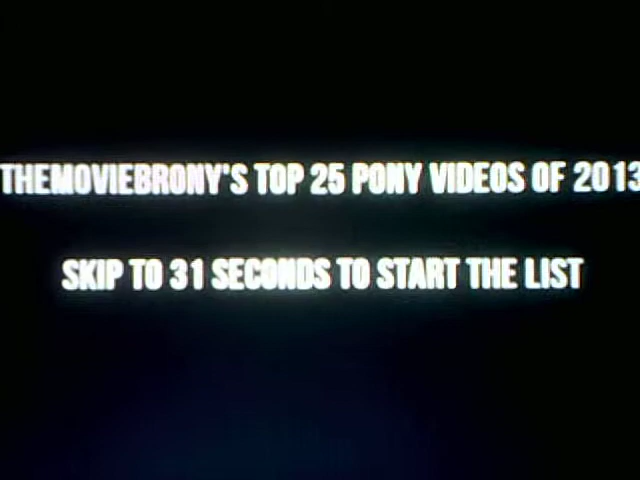 THEMOVIEBRONY'S TOP 25 PONY VIDEOS OF 2013
SKIP TO 31 SECONDS TO START THE LIST